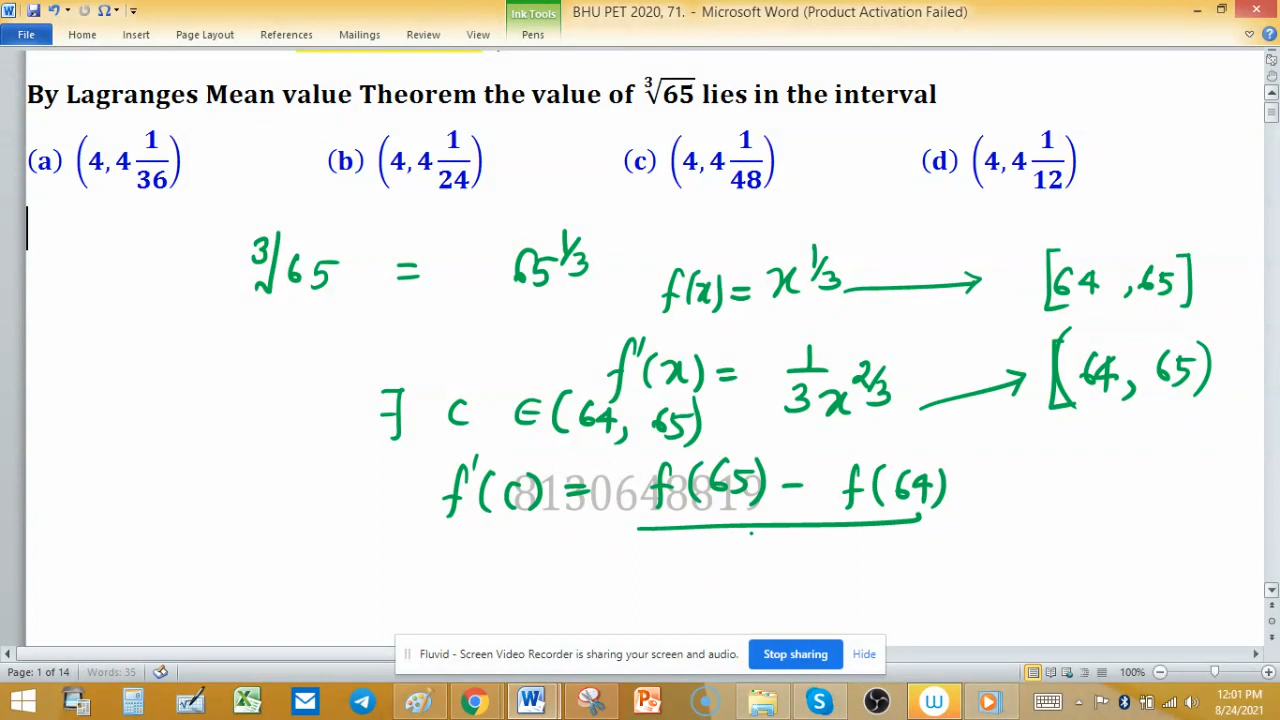 BHU PET 2020, 71. - Microsoft Word (Product Activation Failed)
Ink Tools
File Home Insert Page Layout References Mailings Review View Pens
By Lagranges Mean value Theorem the value of ∛65 lies in the interval
(a) (4, 4 1/36) (b) (4, 4 1/24) (c) (4, 4 1/48) (d) (4, 4 1/12)
∛65 = 65^1/3 f(x) = x^1/3 → [64, 65]
f'(x) = 1/3x^2/3 → (64, 65)
∃ c ∈ (64, 65)
f'(c) = f(65) - f(64)
8130648819
Fluvid - Screen Video Recorder is sharing your screen and audio. Stop sharing Hide
Page: 1 of 14 Words: 35 100%
12:01 PM
8/24/2021